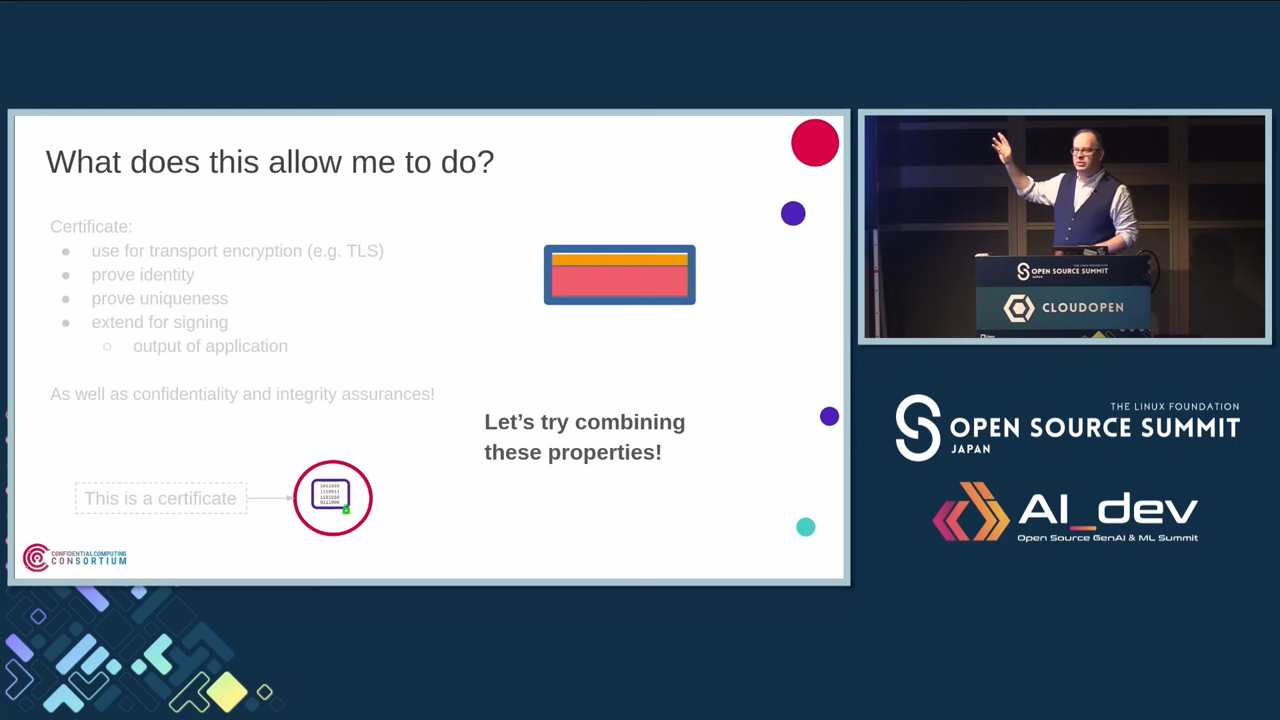 What does this allow me to do?
Certificate:
● use for transport encryption (e.g. TLS)
● prove identity
● prove uniqueness
● extend for signing
○ output of application
As well as confidentiality and integrity assurances!
Let's try combining
these properties!
This is a certificate
CONFIDENTIAL COMPUTING
CONSORTIUM
OPEN SOURCE SUMMIT
JAPAN
CLOUDOPEN
THE LINUX FOUNDATION
OPEN SOURCE SUMMIT
JAPAN
AI_dev
Open Source GenAI & ML Summit